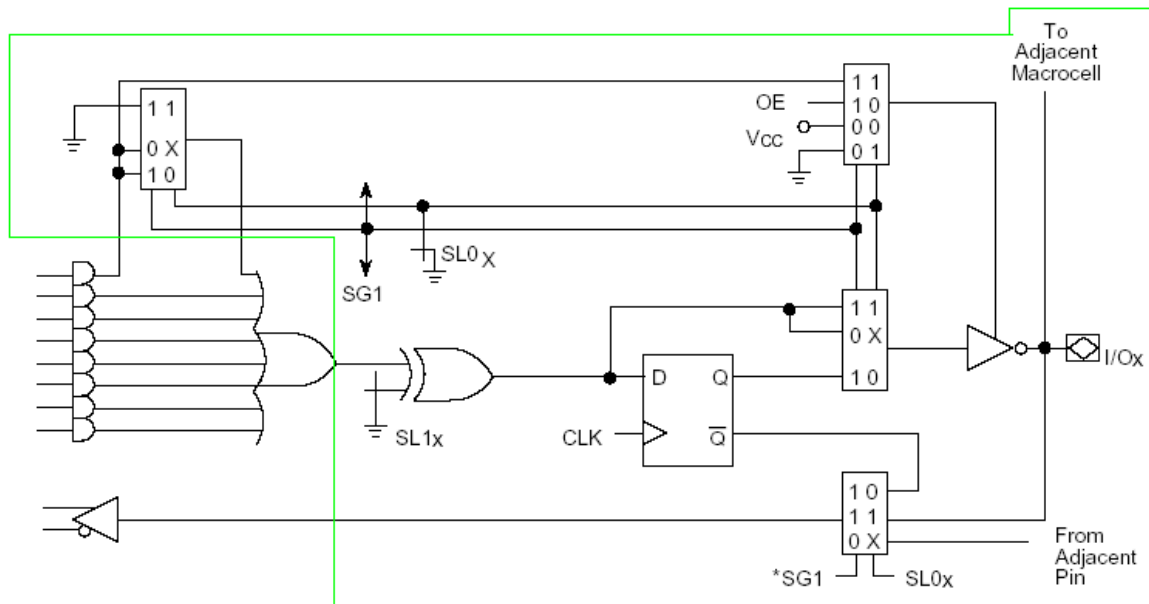 To
Adjacent
Macrocell
1 1
0 X
1 0
OE
VCC
1 1
1 0
0 0
0 1
SG1
SL0X
SL1X
1 1
0 X
1 0
D
Q
CLK
Q̅
I/OX
1 0
1 1
0 X
*SG1
SL0X
From
Adjacent
Pin